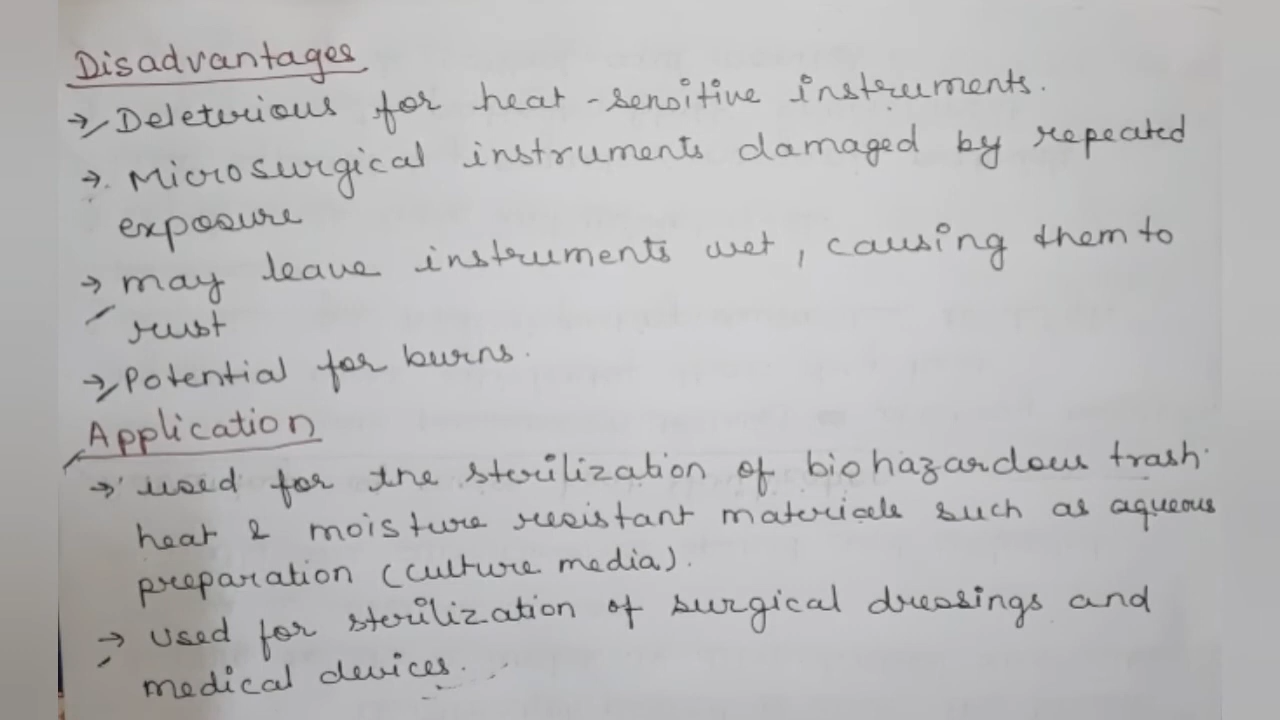 Disadvantages
→ Deleterious for heat-sensitive instruments.
→ Microsurgical instruments damaged by repeated
exposure
→ may leave instruments wet, causing them to
rust
→ Potential for burns.
Application
→ used for the sterilization of biohazardous trash
heat & moisture resistant materials such as aqueous
preparation (culture media).
→ Used for sterilization of surgical dressings and
medical devices.